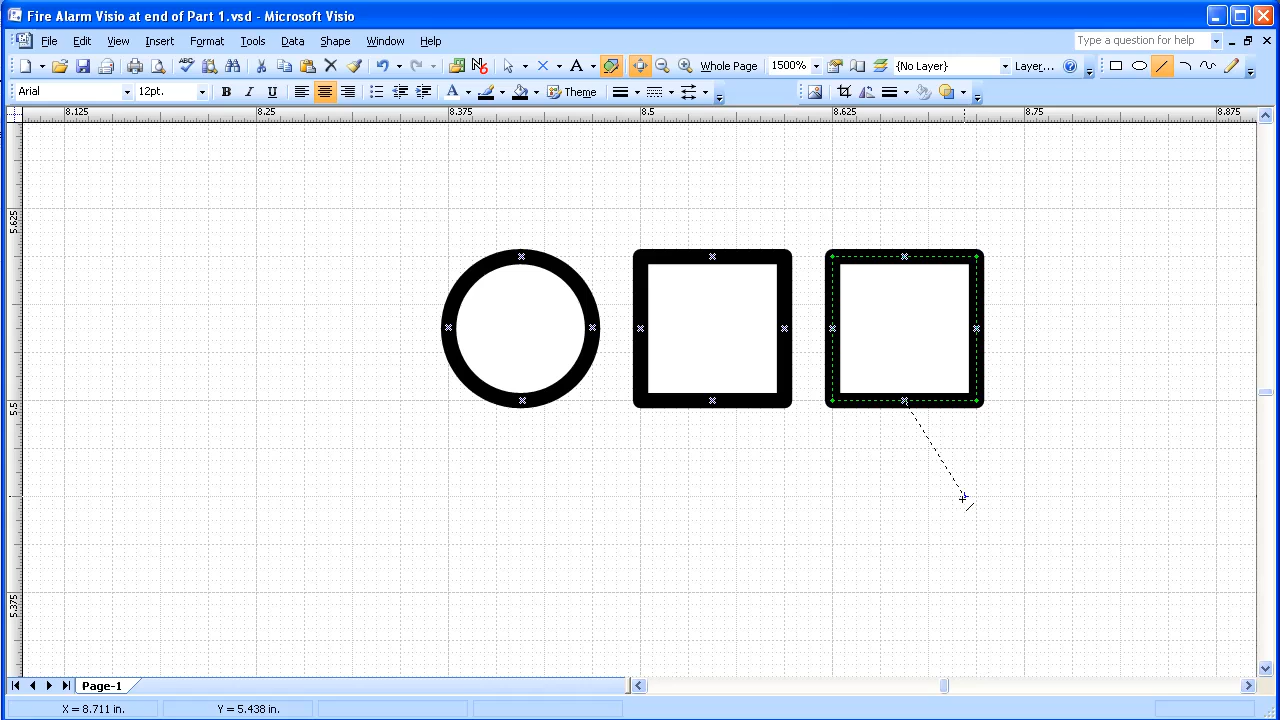 Fire Alarm Visio at end of Part 1.vsd - Microsoft Visio
File Edit View Insert Format Tools Data Shape Window Help Type a question for help
A Whole Page 1500% {No Layer} Layer...
Arial 12pt. B I U A Theme
8.125 8.25 8.375 8.5 8.625 8.75 8.875
5.625
5.5
5.375
Page-1
X = 8.711 in. Y = 5.438 in.